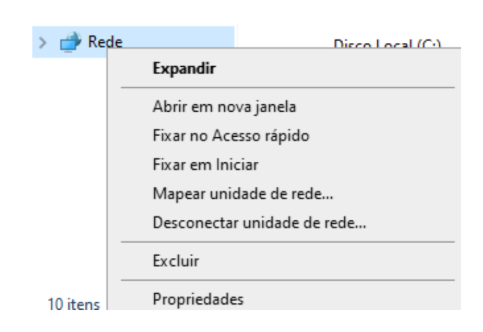 Rede
Disco Local (C:)
Expandir
Abrir em nova janela
Fixar no Acesso rápido
Fixar em Iniciar
Mapear unidade de rede...
Desconectar unidade de rede...
Excluir
Propriedades
10 itens